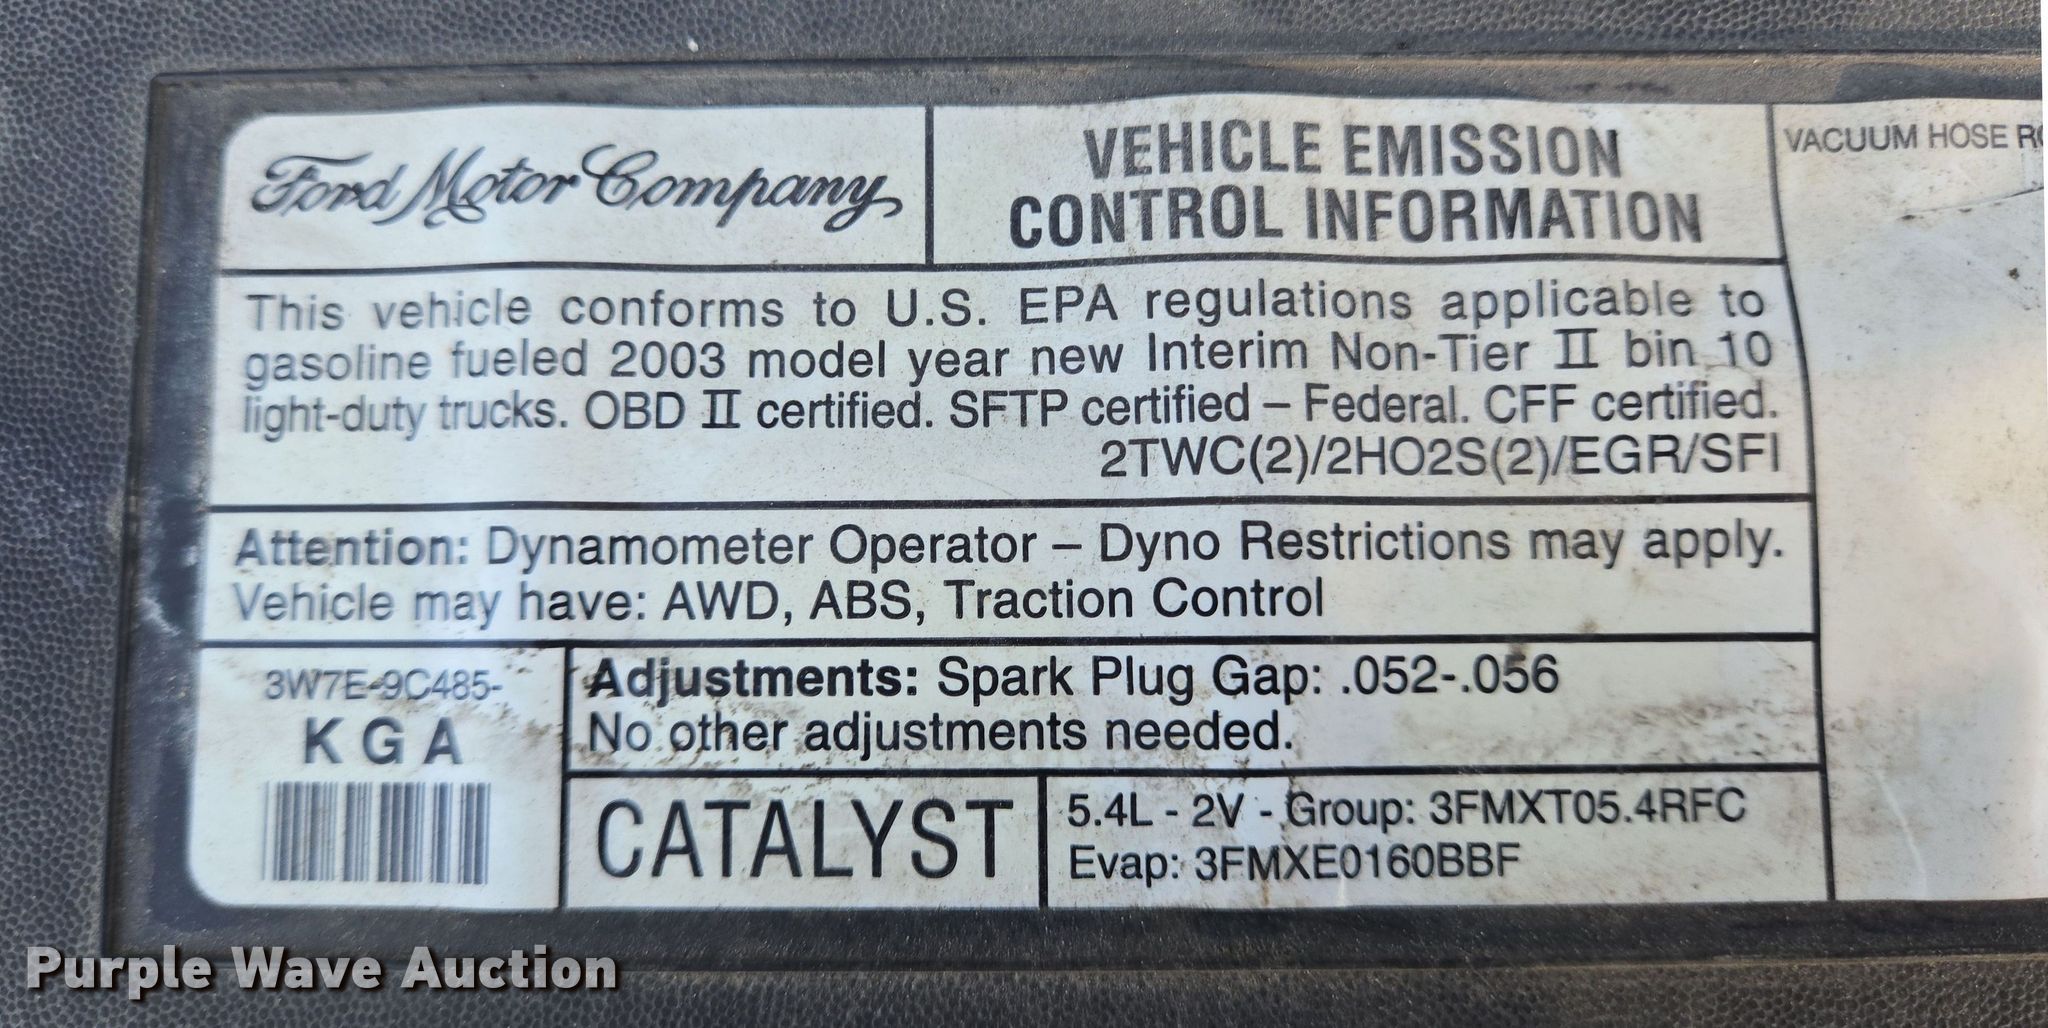 Ford Motor Company
VEHICLE EMISSION
CONTROL INFORMATION
VACUUM HOSE
This vehicle conforms to U.S. EPA regulations applicable to
gasoline fueled 2003 model year new Interim Non-Tier II bin 10
light-duty trucks. OBD II certified. SFTP certified – Federal. CFF certified.
2TWC(2)/2HO2S(2)/EGR/SFI
Attention: Dynamometer Operator – Dyno Restrictions may apply.
Vehicle may have: AWD, ABS, Traction Control
3W7E-9C485-
KGA
Adjustments: Spark Plug Gap: .052-.056
No other adjustments needed.
CATALYST
5.4L - 2V - Group: 3FMXT05.4RFC
Evap: 3FMXE0160BBF
Purple Wave Auction